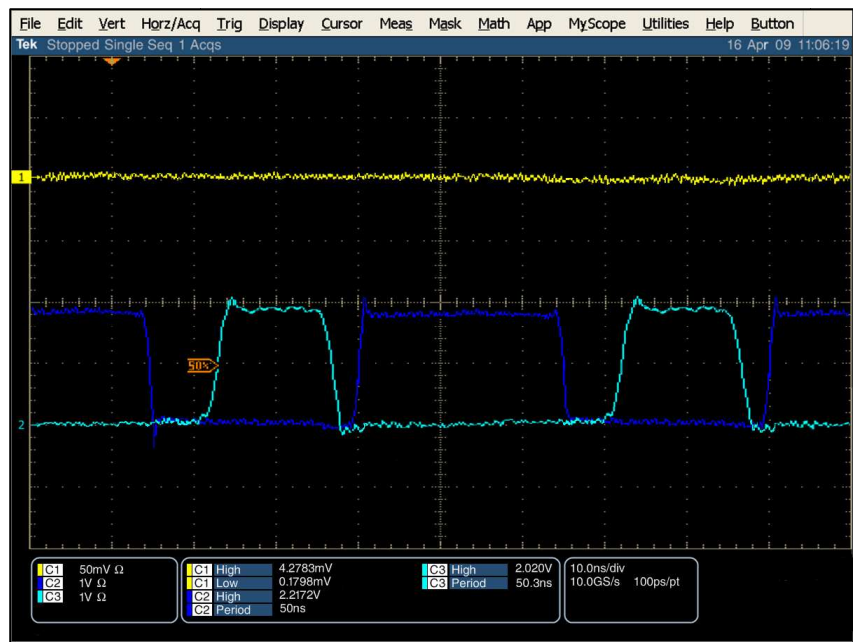 File Edit Vert Horz/Acq Trig Display Cursor Meas Mask Math App MyScope Utilities Help Button
Tek Stopped Single Seq 1 Acqs 16 Apr 09 11:06:19
1
50%
2
C1 50mV Ω
C2 1V Ω
C3 1V Ω
C1 High 4.2783mV
C1 Low 0.1798mV
C2 High 2.2172V
C2 Period 50ns
C3 High 2.020V
C3 Period 50.3ns
10.0ns/div
10.0GS/s 100ps/pt